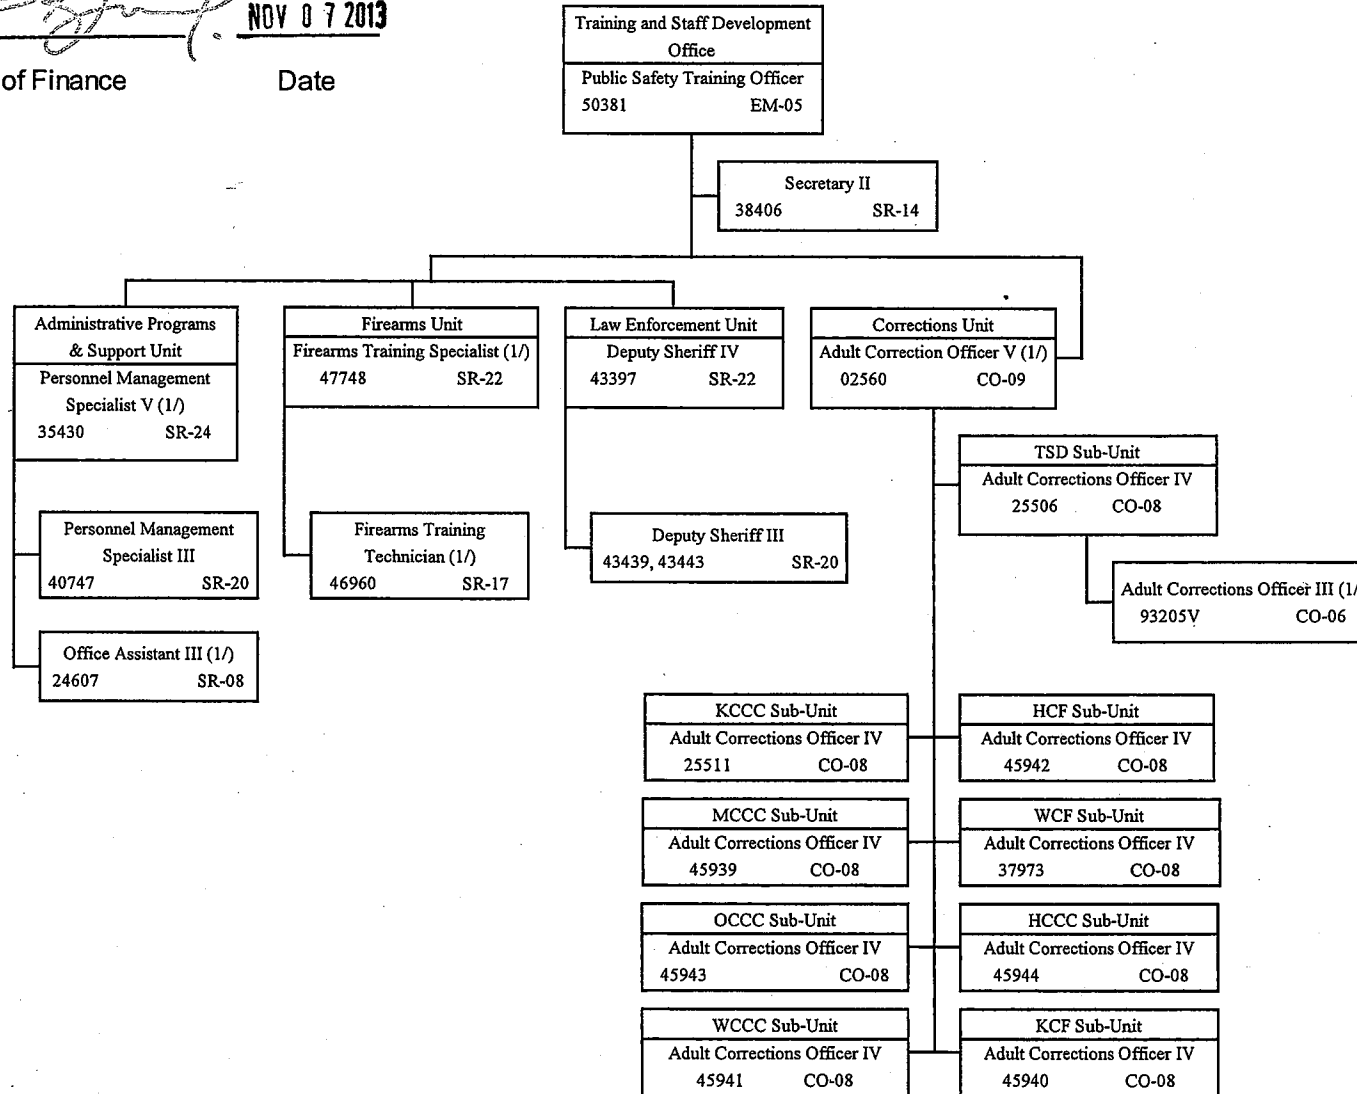 NOV 07 2013
of Finance Date
Training and Staff Development
Office
Public Safety Training Officer
50381 EM-05
Secretary II
38406 SR-14
Administrative Programs
& Support Unit
Personnel Management
Specialist V (1/)
35430 SR-24
Firearms Unit
Firearms Training Specialist (1/)
47748 SR-22
Law Enforcement Unit
Deputy Sheriff IV
43397 SR-22
Corrections Unit
Adult Correction Officer V (1/)
02560 CO-09
TSD Sub-Unit
Adult Corrections Officer IV
25506 CO-08
Personnel Management
Specialist III
40747 SR-20
Firearms Training
Technician (1/)
46960 SR-17
Deputy Sheriff III
43439, 43443 SR-20
Adult Corrections Officer III (1/
93205V CO-06
Office Assistant III (1/)
24607 SR-08
KCCC Sub-Unit
Adult Corrections Officer IV
25511 CO-08
HCF Sub-Unit
Adult Corrections Officer IV
45942 CO-08
MCCC Sub-Unit
Adult Corrections Officer IV
45939 CO-08
WCF Sub-Unit
Adult Corrections Officer IV
37973 CO-08
OCCC Sub-Unit
Adult Corrections Officer IV
45943 CO-08
HCCC Sub-Unit
Adult Corrections Officer IV
45944 CO-08
WCCC Sub-Unit
Adult Corrections Officer IV
45941 CO-08
KCF Sub-Unit
Adult Corrections Officer IV
45940 CO-08